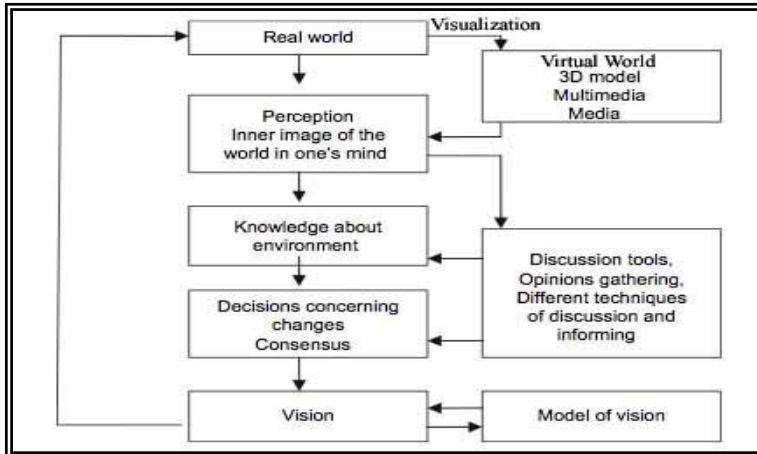 Real world
Visualization
Virtual World
3D model
Multimedia
Media
Perception
Inner image of the
world in one's mind
Knowledge about
environment
Discussion tools,
Opinions gathering,
Different techniques
of discussion and
informing
Decisions concerning
changes
Consensus
Vision
Model of vision